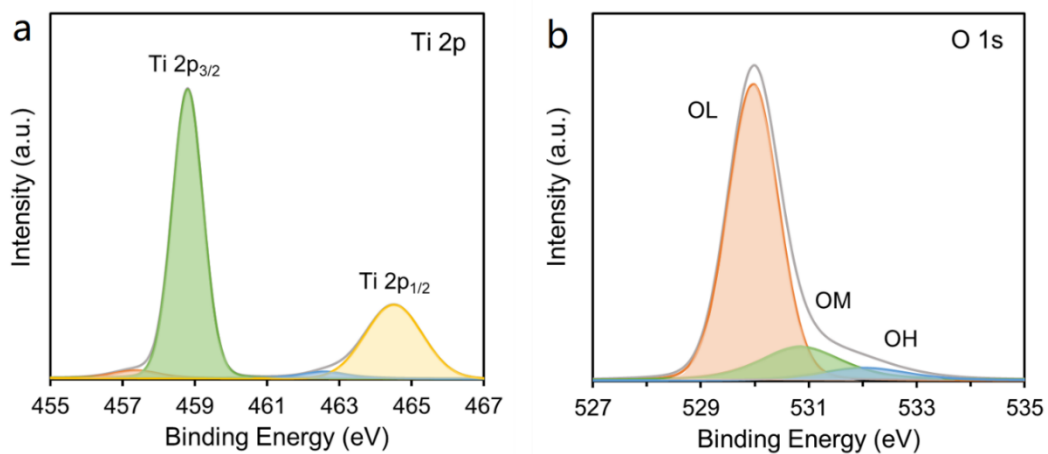 a
Ti 2p
Ti 2p3/2
Ti 2p1/2
Intensity (a.u.)
455 457 459 461 463 465 467
Binding Energy (eV)
b
O 1s
OL
OM
OH
Intensity (a.u.)
527 529 531 533 535
Binding Energy (eV)